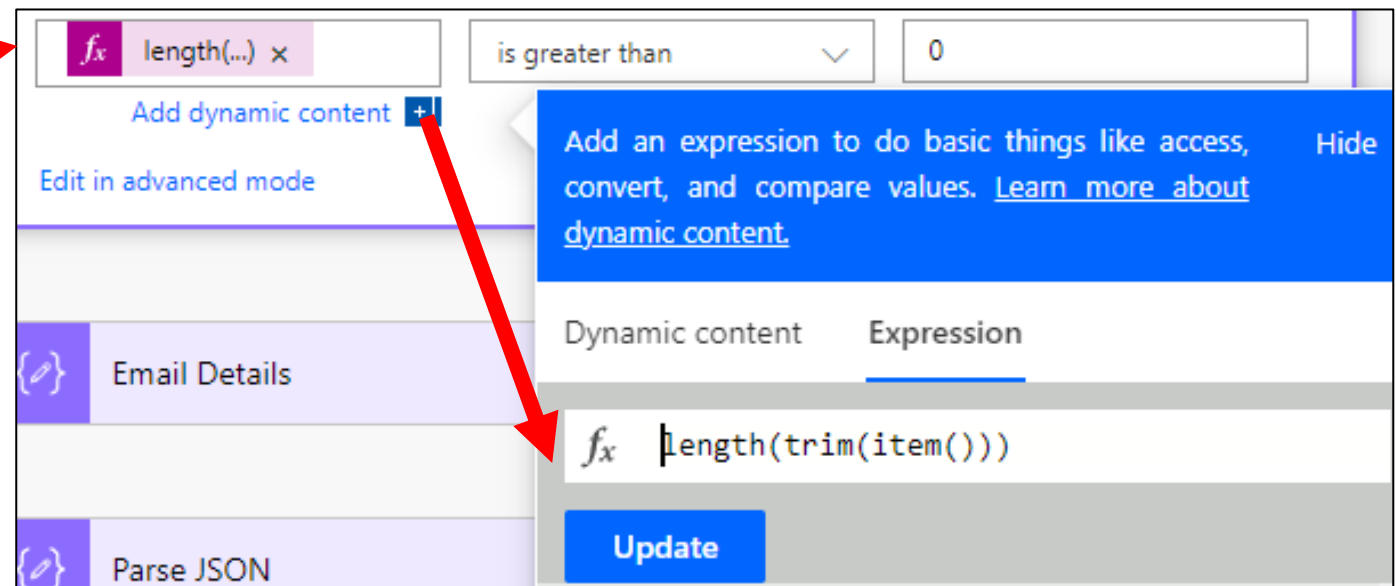 fx length(...) × is greater than 0
Add dynamic content +
Edit in advanced mode
Add an expression to do basic things like access, Hide
convert, and compare values. Learn more about
dynamic content.
Dynamic content Expression
Email Details
fx length(trim(item()))
Update
Parse JSON